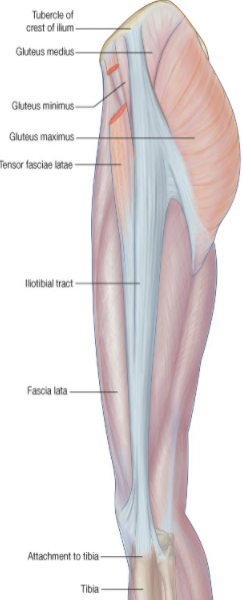 Tubercle of
crest of ilium
Gluteus medius
Gluteus minimus
Gluteus maximus
Tensor fasciae latae
Iliotibial tract
Fascia lata
Attachment to tibia
Tibia